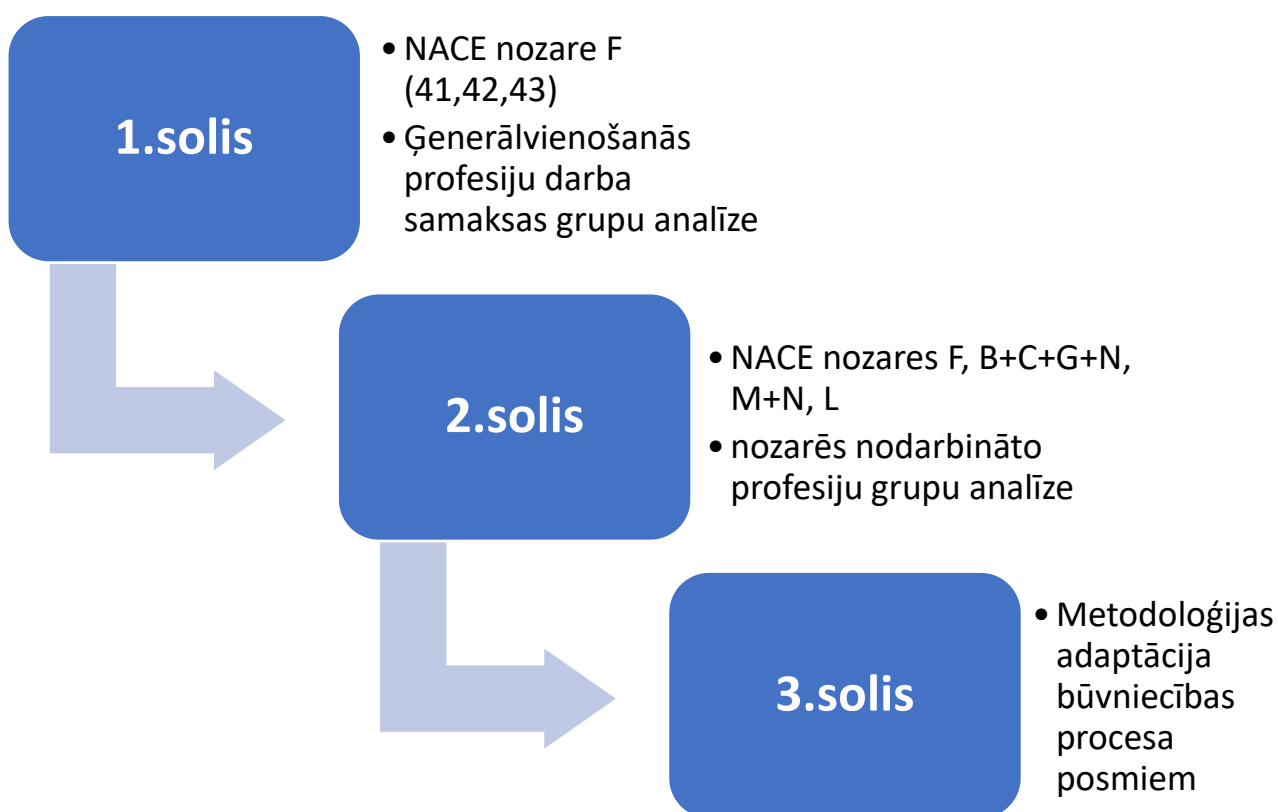 1.solis
• NACE nozare F
(41,42,43)
• Ģenerālvienošanās
profesiju darba
samaksas grupu analīze
2.solis
• NACE nozares F, B+C+G+N,
M+N, L
• nozarēs nodarbināto
profesiju grupu analīze
3.solis
• Metodoloģijas
adaptācija
būvniecības
procesa
posmiem